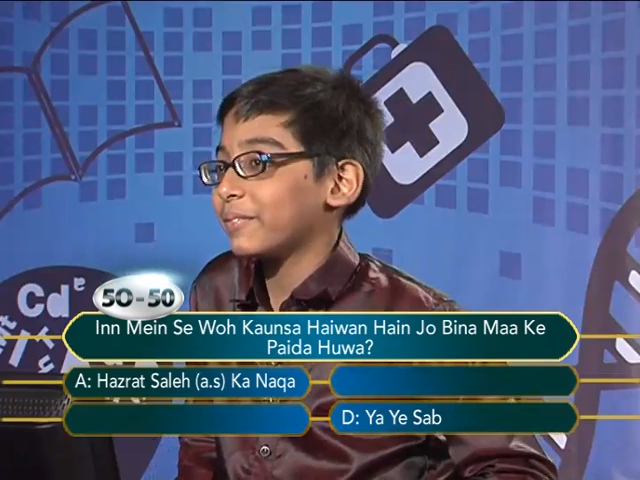 Cd
50-50
Inn Mein Se Woh Kaunsa Haiwan Hain Jo Bina Maa Ke
Paida Huwa?
A: Hazrat Saleh (a.s) Ka Naqa
D: Ya Ye Sab